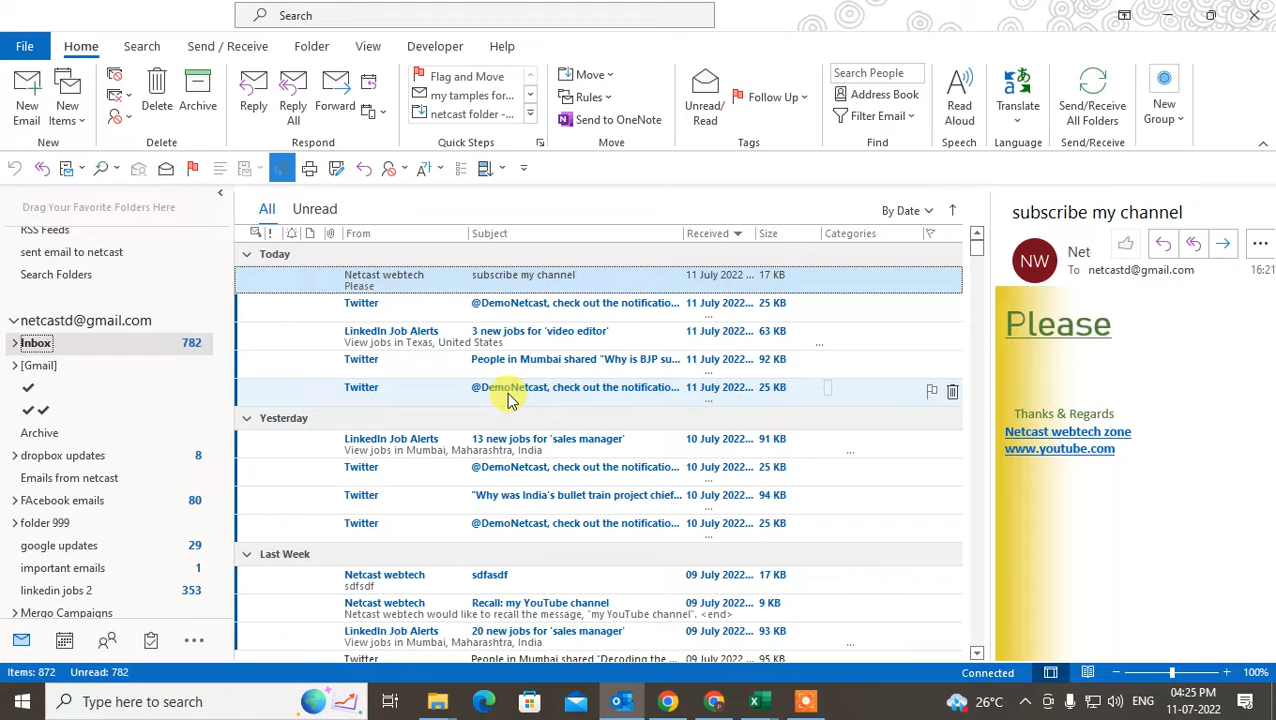 Search
File Home Search Send / Receive Folder View Developer Help
New Email
New Items
Delete
Archive
Reply
Reply All
Forward
Flag and Move
my tamples for...
netcast folder -...
Move
Rules
Send to OneNote
Unread/ Read
Follow Up
Search People
Address Book
Filter Email
Read Aloud
Translate
Send/Receive All Folders
New Group
New Delete Respond Quick Steps Move Tags Find Speech Language Send/Receive
Drag Your Favorite Folders Here
RSS Feeds
sent email to netcast
Search Folders
netcastd@gmail.com
Inbox 782
[Gmail]
Archive
dropbox updates 8
Emails from netcast
FAcebook emails 80
folder 999
google updates 29
important emails 1
linkedin jobs 2 353
Mergo Campaigns
All Unread By Date
From Subject Received Size Categories
Today
Netcast webtech subscribe my channel 11 July 2022 ... 17 KB
Please
Twitter @DemoNetcast, check out the notificatio... 11 July 2022... 25 KB
...
LinkedIn Job Alerts 3 new jobs for 'video editor' 11 July 2022... 63 KB
View jobs in Texas, United States ...
Twitter People in Mumbai shared "Why is BJP su... 11 July 2022... 92 KB
...
Twitter @DemoNetcast, check out the notificatio... 11 July 2022... 25 KB
...
Yesterday
LinkedIn Job Alerts 13 new jobs for 'sales manager' 10 July 2022... 91 KB
View jobs in Mumbai, Maharashtra, India ...
Twitter @DemoNetcast, check out the notificatio... 10 July 2022... 25 KB
...
Twitter "Why was India's bullet train project chief... 10 July 2022... 94 KB
...
Twitter @DemoNetcast, check out the notificatio... 10 July 2022... 25 KB
...
Last Week
Netcast webtech sdfasdf 09 July 2022... 17 KB
sdfsdf
Netcast webtech Recall: my YouTube channel 09 July 2022... 9 KB
Netcast webtech would like to recall the message, "my YouTube channel". <end>
LinkedIn Job Alerts 20 new jobs for 'sales manager' 09 July 2022... 93 KB
View jobs in Mumbai, Maharashtra, India ...
Twitter People in Mumbai shared "Decoding the ... 09 July 2022... 95 KB
subscribe my channel
NW
Net
To netcastd@gmail.com 16:21
Please
Thanks & Regards
Netcast webtech zone
www.youtube.com
Items: 872 Unread: 782 Connected 100%
Type here to search
26°C
ENG
04:25 PM
11-07-2022